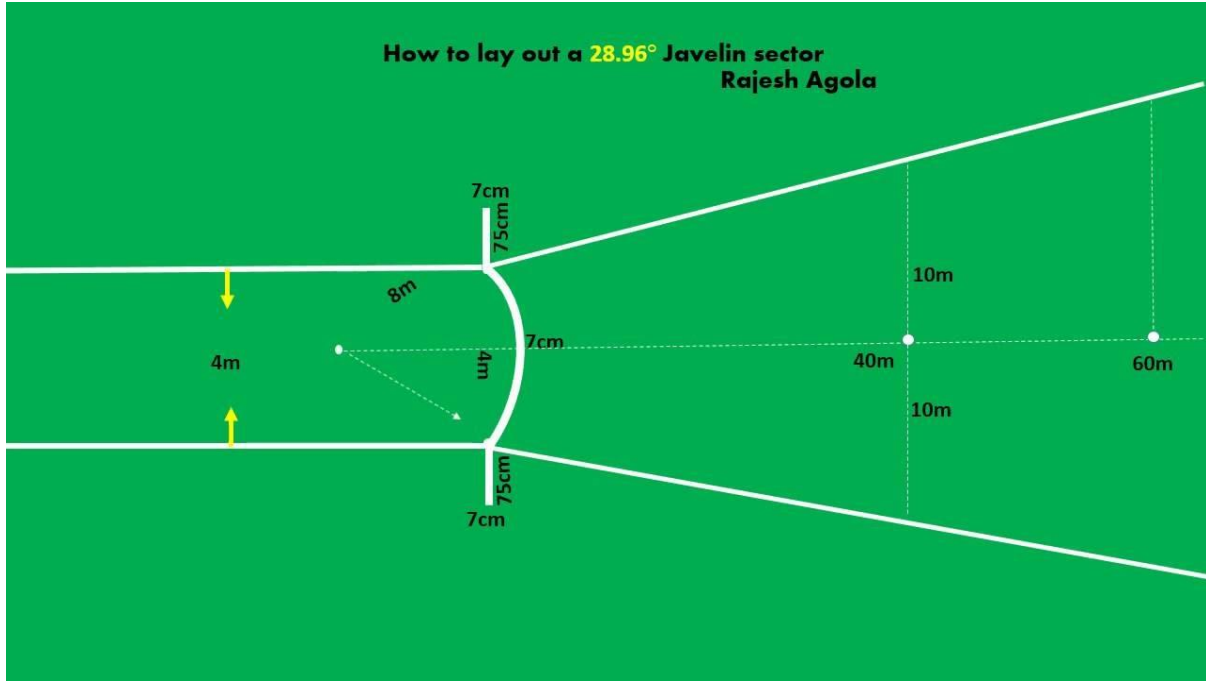 How to lay out a 28.96° Javelin sector
Rajesh Agola
7cm
75cm
8m
10m
7cm
4m
4m
40m
60m
10m
75cm
7cm